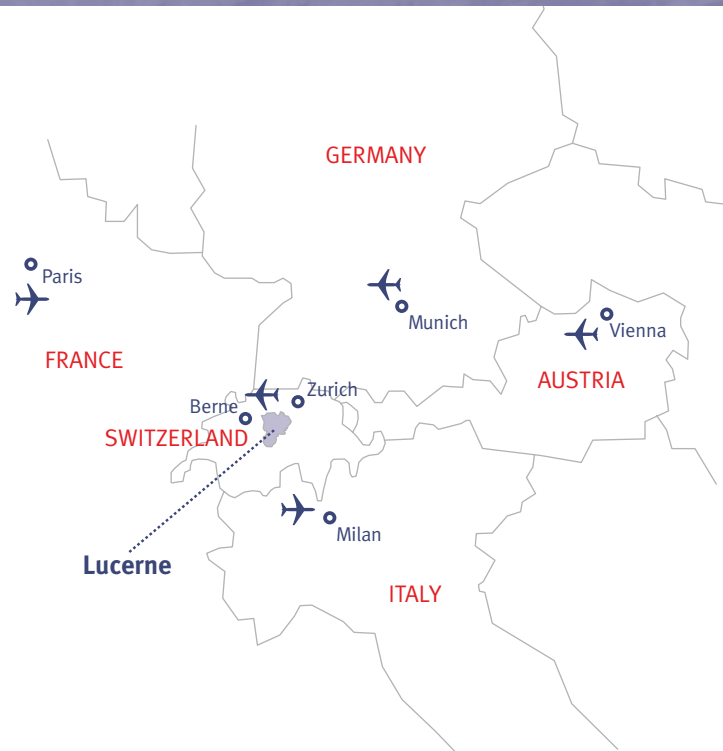 GERMANY
Paris
Munich
Vienna
FRANCE
AUSTRIA
Zurich
Berne
SWITZERLAND
Milan
Lucerne
ITALY